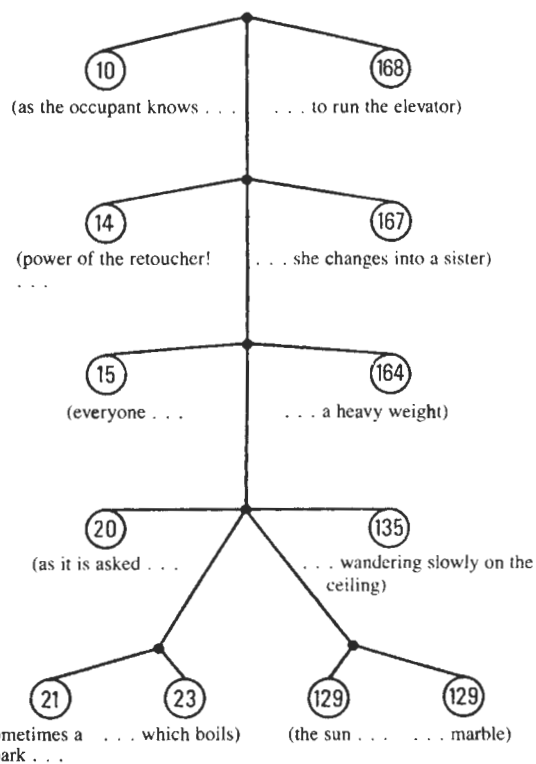 10 168
(as the occupant knows . . . . . . to run the elevator)
14 167
(power of the retoucher! . . . she changes into a sister)
. . .
15 164
(everyone . . . . . . a heavy weight)
20 135
(as it is asked . . . . . . wandering slowly on the
ceiling)
21 23 129 129
a . . . which boils) (the sun . . . . . . marble)
. . .